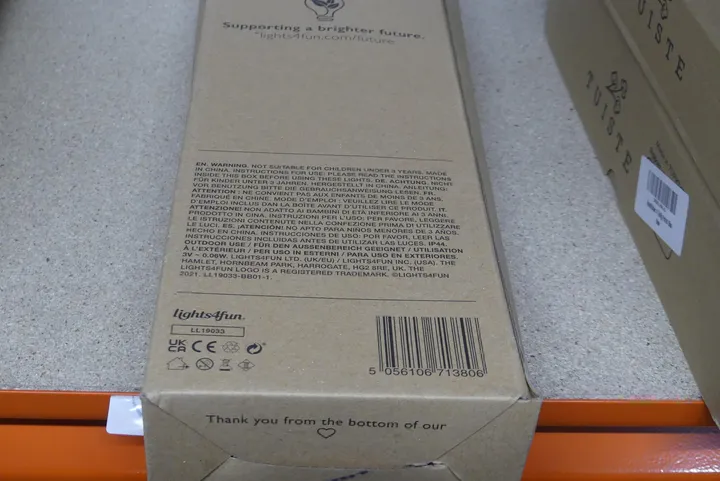 Supporting a brighter future.
*lights4fun.com/future
EN. WARNING. NOT SUITABLE FOR CHILDREN UNDER 3 YEARS. MADE
IN CHINA. INSTRUCTIONS FOR USE: PLEASE READ THE INSTRUCTIONS
INSIDE THIS BOX BEFORE USING THESE LIGHTS. DE. ACHTUNG. NICHT
FÜR KINDER UNTER 3 JAHREN. HERGESTELLT IN CHINA. ANLEITUNG:
VOR BENUTZUNG BITTE DIE GEBRAUCHSANWEISUNG LESEN. FR.
ATTENTION : NE CONVIENT PAS AUX ENFANTS DE MOINS DE 3 ANS.
FABRIQUÉ EN CHINE. MODE D'EMPLOI : VEUILLEZ LIRE LE MODE
D'EMPLOI INCLUS DAN LA BOÎTE AVANT D'UTILISER CE PRODUIT. IT.
ATTENZIONE. NON ADATTO AI BAMBINI DI ETÀ INFERIORE AI 3 ANNI.
PRODOTTO IN CINA. INSTRUZIONI PER L'USO: PER FAVORE, LEGGERE
LE ISTRUZIONI CONTENUTE NELLA CONFEZIONE PRIMA D'UTILIZZARE
LE LUCI. ES. ¡ATENCIÓN! NO APTO PARA NIÑOS MENORES DE 3 AÑOS.
HECHO EN CHINA. INSTRUCCIONES DE USO: POR FAVOR, LEER LAS
INSTRUCCIONES INCLUIDAS ANTES DE UTILIZAR LAS LUCES. IP44.
OUTDOOR USE / FÜR DEN AUSSENBEREICH GEEIGNET / UTILISATION
À L'EXTÉRIEUR / PER USO IN ESTERNI / PARA USO EN EXTERIORES.
3V ⎓ 0.06W. LIGHTS4FUN LTD. (UK/EU) / LIGHTS4FUN INC. (USA). THE
HAMLET, HORNBEAM PARK, HARROGATE, HG2 8RE, UK. THE
LIGHTS4FUN LOGO IS A REGISTERED TRADEMARK. ©LIGHTS4FUN
2021. LL19033-BB01-1.
lights4fun.
LL19033
UK
CA CE
5 056106 713806
Thank you from the bottom of our
TUISTE
TUISTE